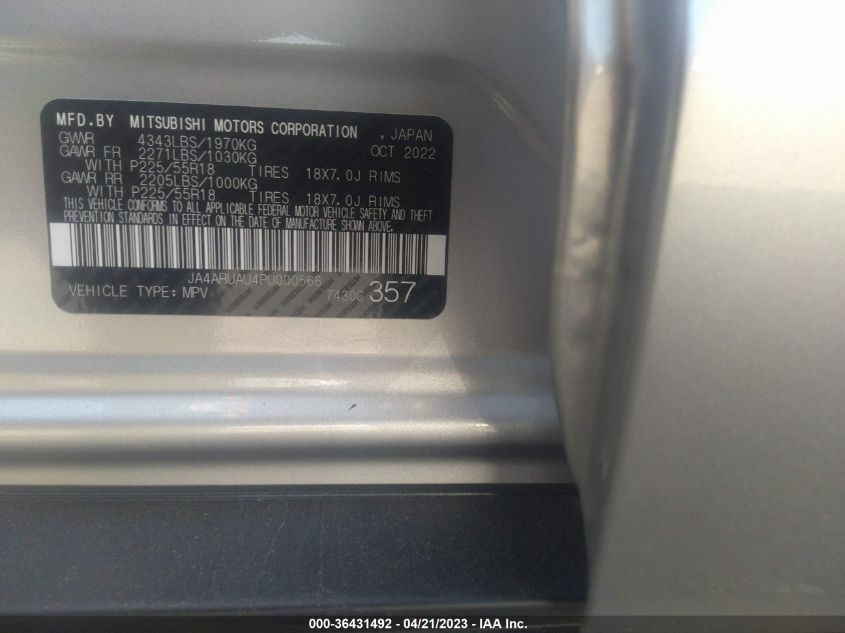 MFD.BY MITSUBISHI MOTORS CORPORATION , JAPAN
GVWR 4343LBS/1970KG OCT 2022
GAWR FR 2271LBS/1030KG
WITH P225/55R18 TIRES 18X7.0J RIMS
GAWR RR 2205LBS/1000KG
WITH P225/55R18 TIRES 18X7.0J RIMS
THIS VEHICLE CONFORMS TO ALL APPLICABLE FEDERAL MOTOR VEHICLE SAFETY AND THEFT
PREVENTION STANDARDS IN EFFECT ON THE DATE OF MANUFACTURE SHOWN ABOVE.
JA4ARUAU4PU000566
VEHICLE TYPE: MPV 7430G 357
000-36431492 - 04/21/2023 - IAA Inc.